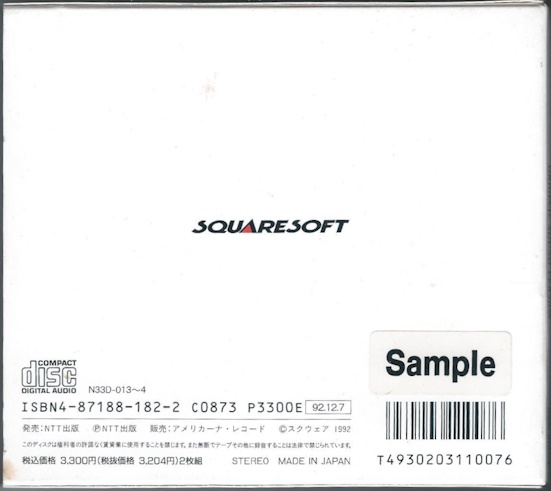 SQUARESOFT
Sample
COMPACT
disc
DIGITAL AUDIO
N33D-013〜4
ISBN4-87188-182-2 C0873 P3300E 92.12.7
発売:NTT出版 ⓅNTT出版 販売:アメリカーナ・レコード ©スクウェア 1992
このディスクは権利者の許諾なく賃貸業に使用することを禁じます。また無断でテープその他に録音することは法律で禁じられています。
税込価格 3,300円(税抜価格 3,204円)2枚組 STEREO MADE IN JAPAN
T4930203110076